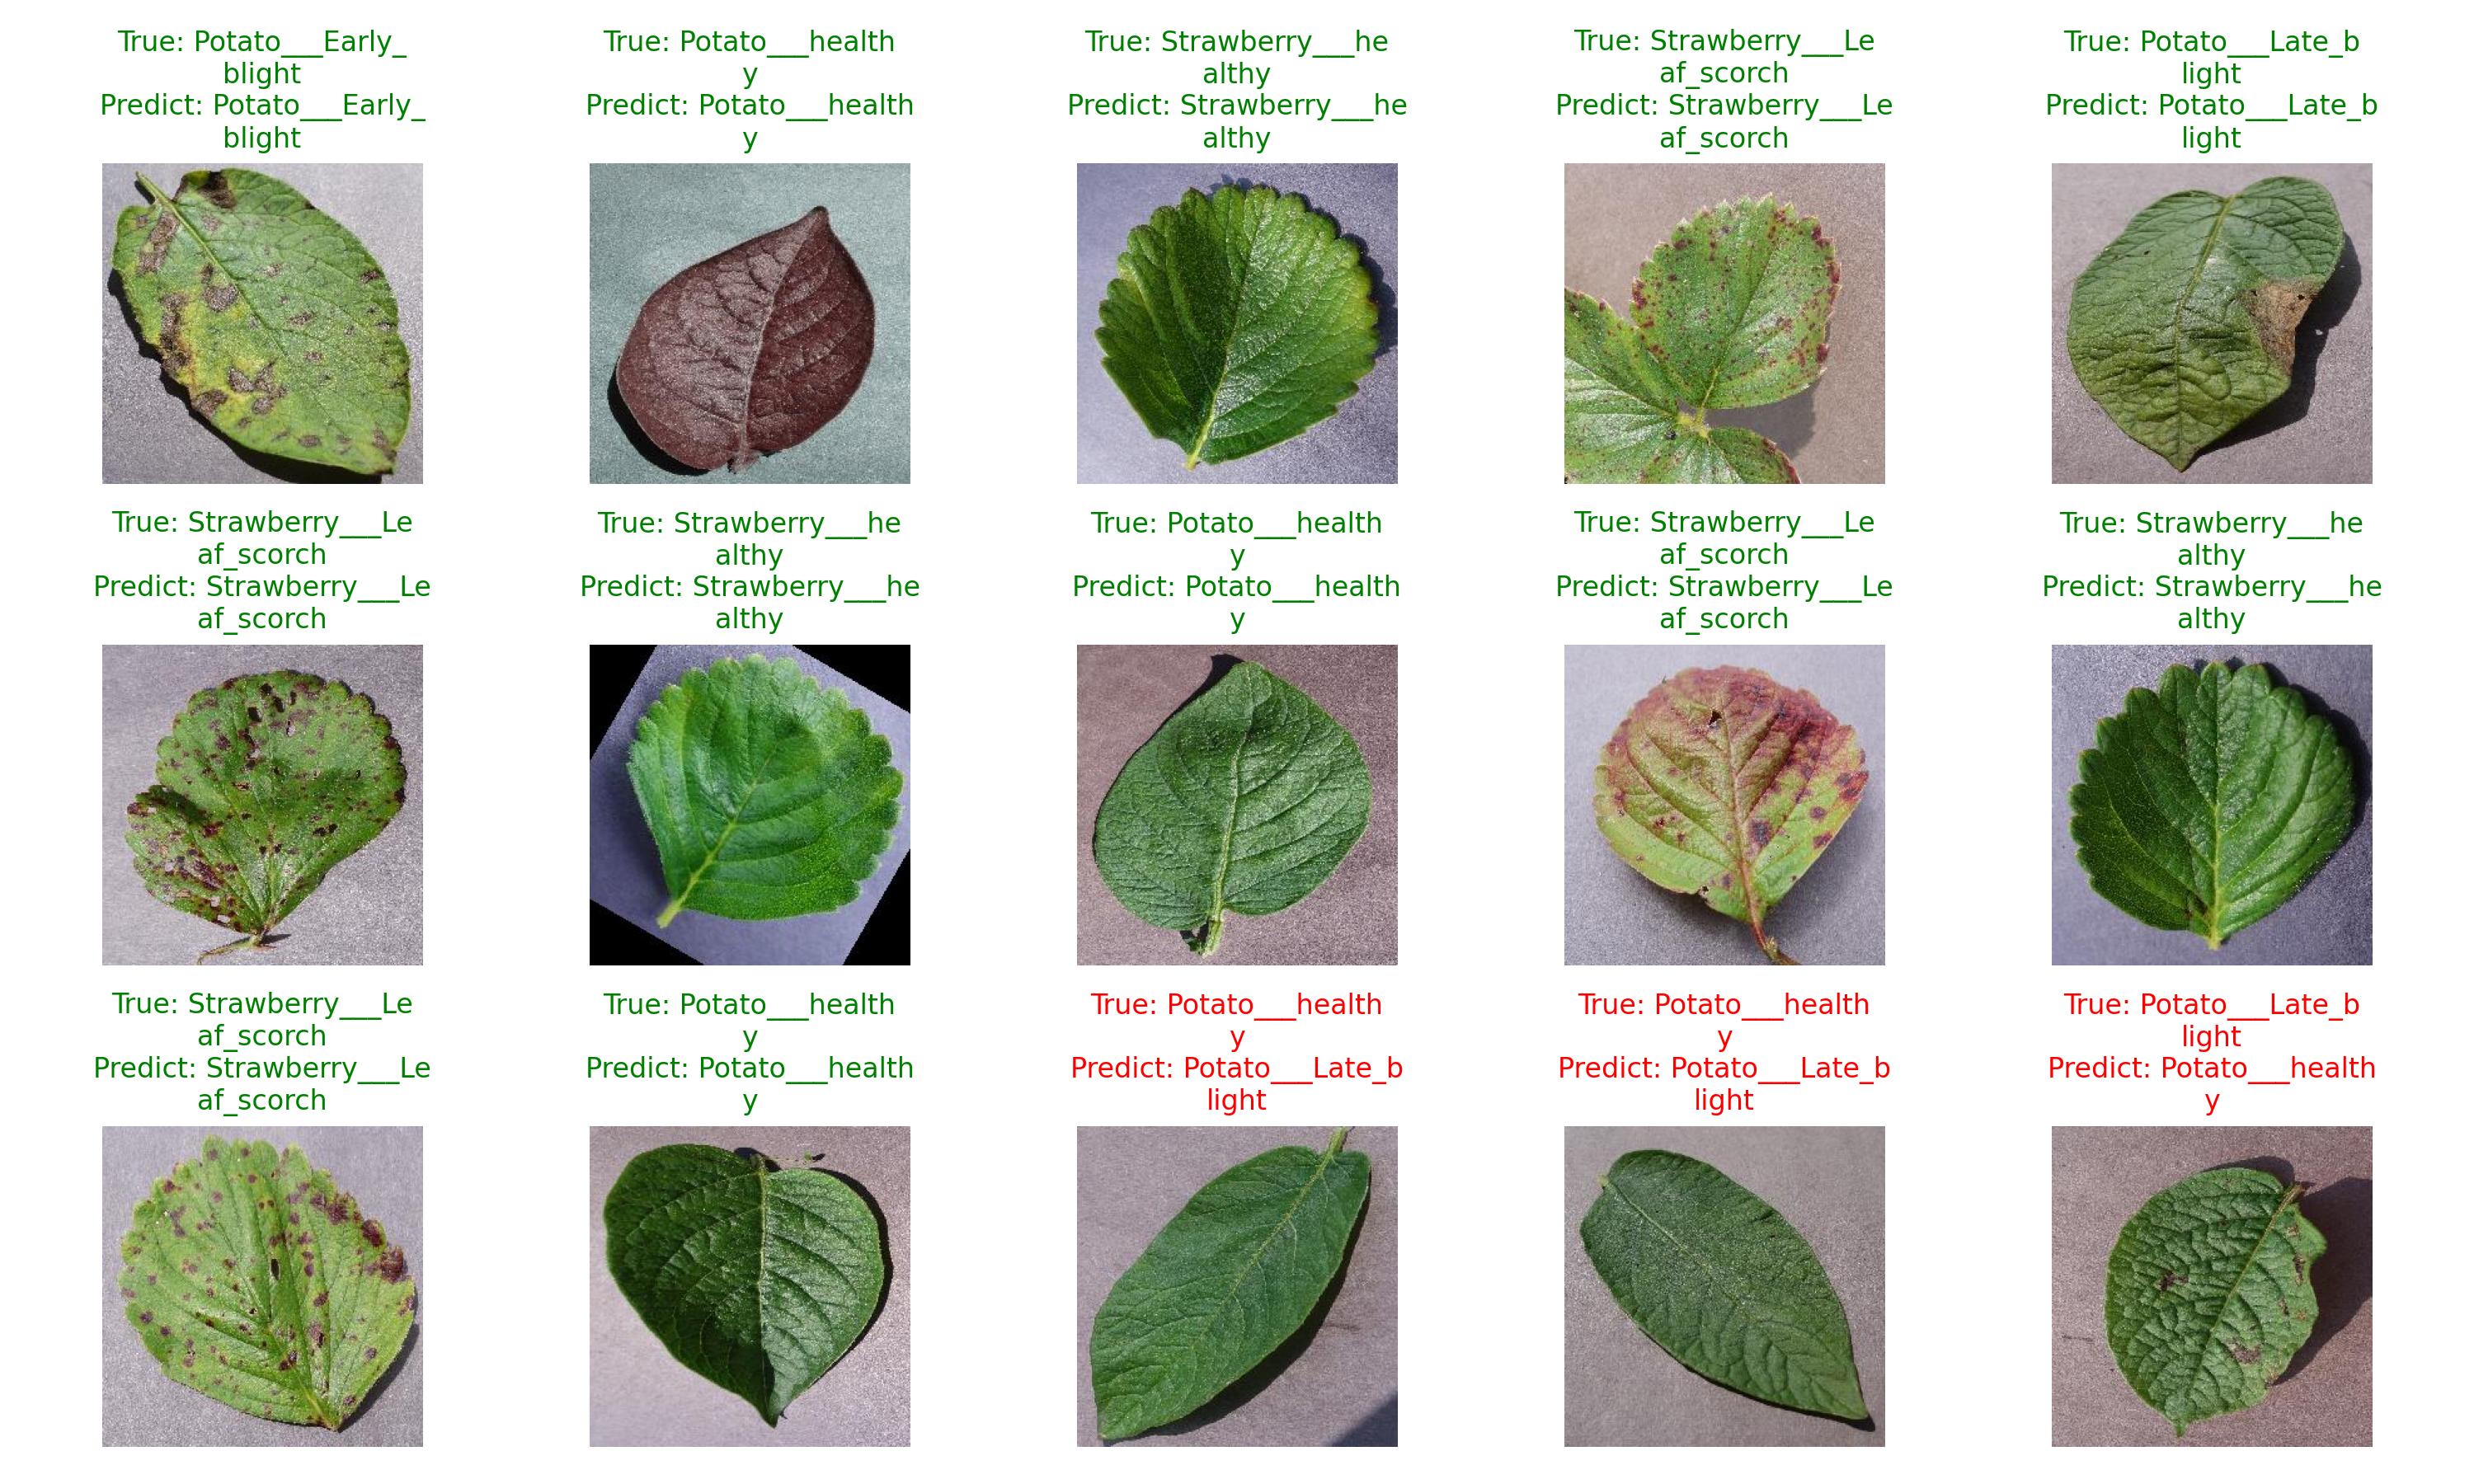 True: Potato___Early_
blight
Predict: Potato___Early_
blight
True: Potato___health
y
Predict: Potato___health
y
True: Strawberry___he
althy
Predict: Strawberry___he
althy
True: Strawberry___Le
af_scorch
Predict: Strawberry___Le
af_scorch
True: Potato___Late_b
light
Predict: Potato___Late_b
light
True: Strawberry___Le
af_scorch
Predict: Strawberry___Le
af_scorch
True: Strawberry___he
althy
Predict: Strawberry___he
althy
True: Potato___health
y
Predict: Potato___health
y
True: Strawberry___Le
af_scorch
Predict: Strawberry___Le
af_scorch
True: Strawberry___he
althy
Predict: Strawberry___he
althy
True: Strawberry___Le
af_scorch
Predict: Strawberry___Le
af_scorch
True: Potato___health
y
Predict: Potato___health
y
True: Potato___health
y
Predict: Potato___Late_b
light
True: Potato___health
y
Predict: Potato___Late_b
light
True: Potato___Late_b
light
Predict: Potato___health
y